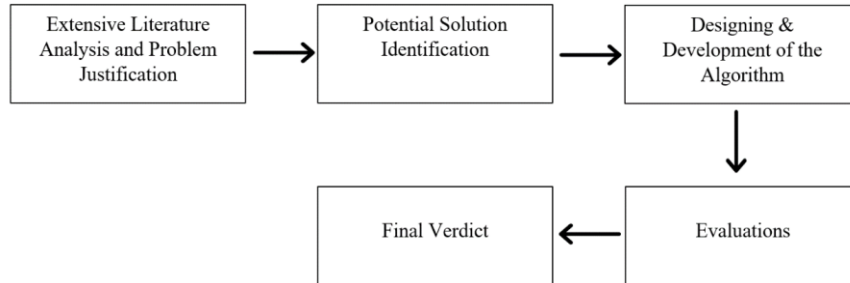 Extensive Literature
Analysis and Problem
Justification
Potential Solution
Identification
Designing &
Development of the
Algorithm
Evaluations
Final Verdict